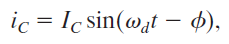 i_C = I_C sin(ω_d t − ϕ),